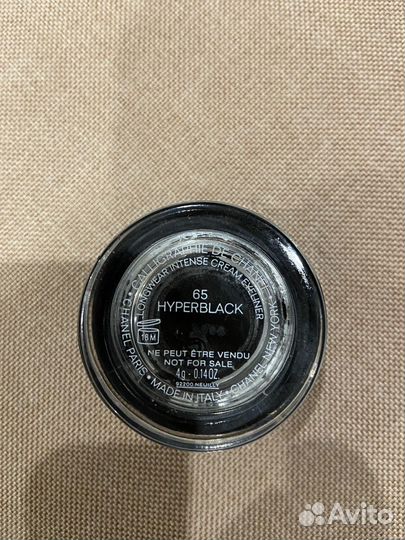 CALLIGRAPHIE DE CHANEL
LONGWEAR INTENSE CREAM EYELINER
65
HYPERBLACK
18M
NE PEUT ÊTRE VENDU
NOT FOR SALE
4g - 0.14 OZ.
92200 NEUILLY
• CHANEL PARIS • MADE IN ITALY • CHANEL NEW YORK •
Avito